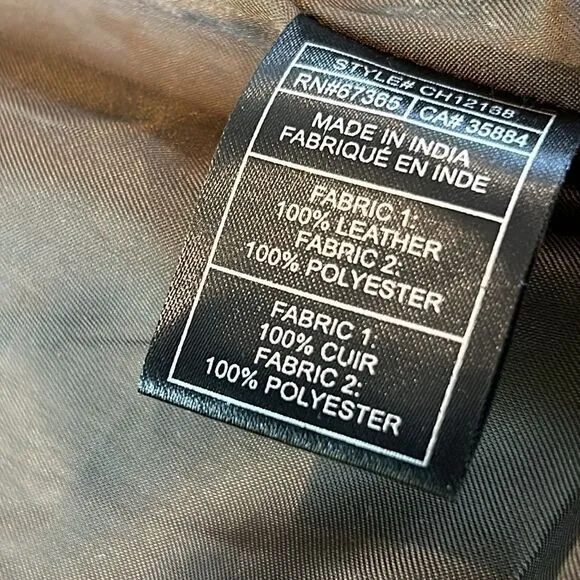 STYLE# CH12168
RN#67365 CA# 35884
MADE IN INDIA
FABRIQUÉ EN INDE
FABRIC 1:
100% LEATHER
FABRIC 2:
100% POLYESTER
FABRIC 1:
100% CUIR
FABRIC 2:
100% POLYESTER